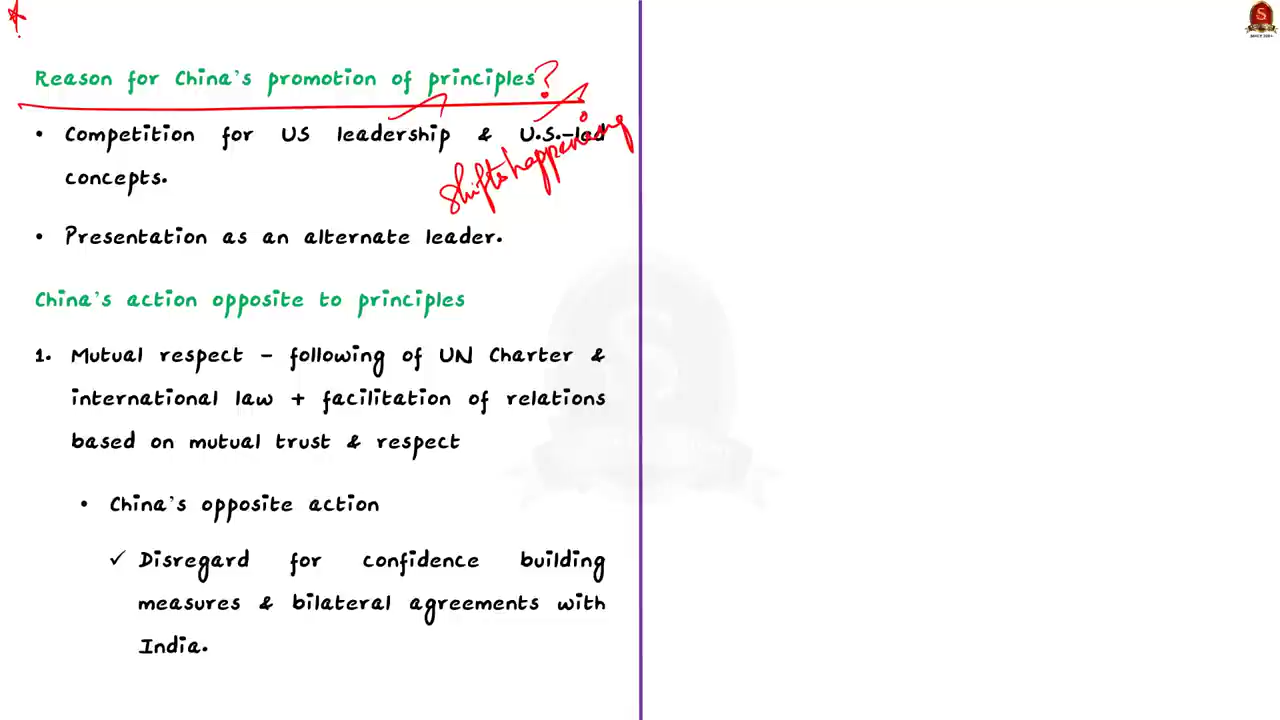 Reason for China's promotion of principles?
• Competition for US leadership & U.S.-led
shifts happening
concepts.
• Presentation as an alternate leader.
China's action opposite to principles
1. Mutual respect – following of UN Charter &
international law + facilitation of relations
based on mutual trust & respect
• China's opposite action
✓ Disregard for confidence building
measures & bilateral agreements with
India.
S